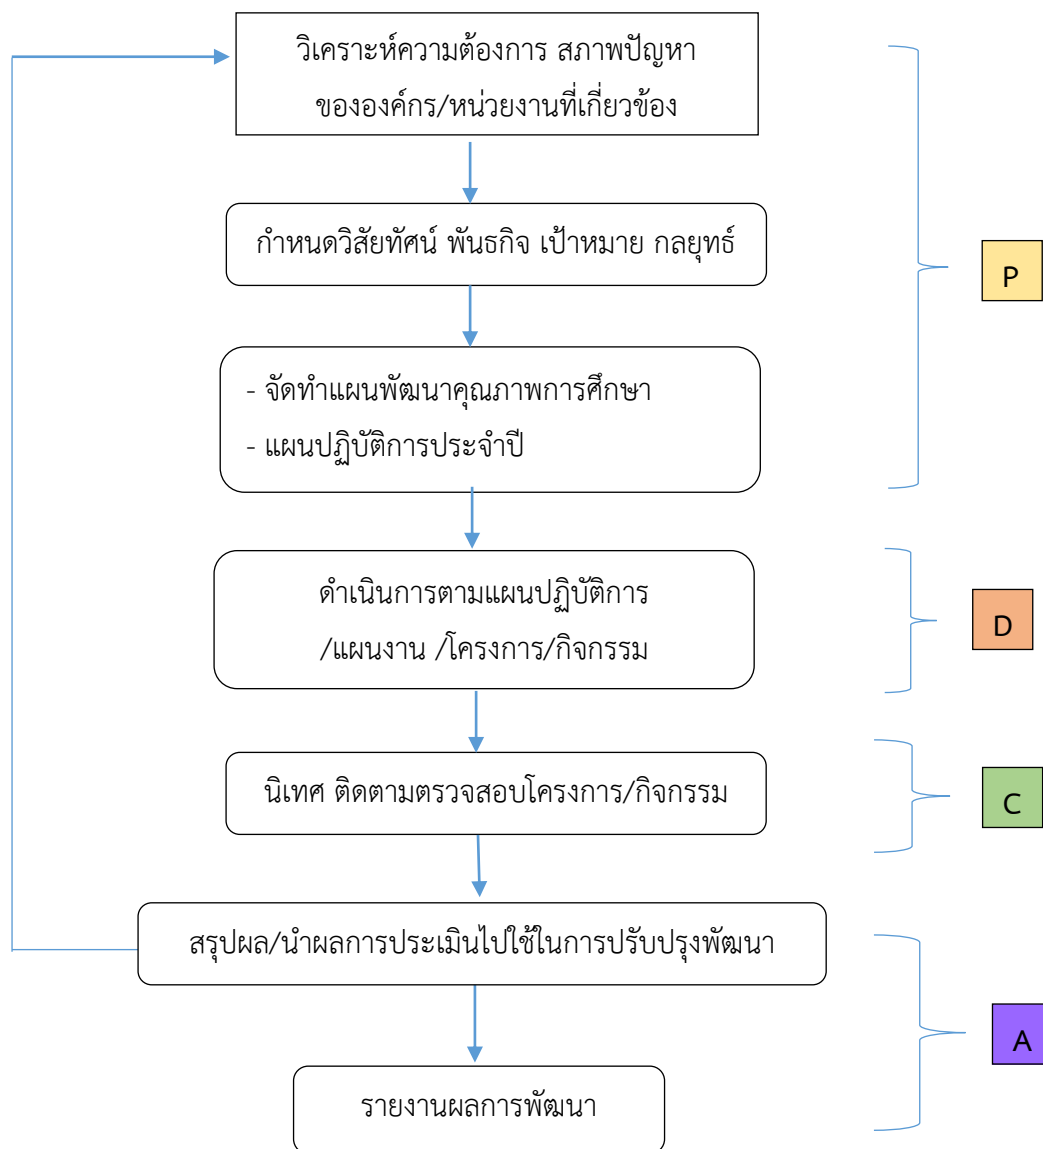 วิเคราะห์ความต้องการ สภาพปัญหา
ขององค์กร/หน่วยงานที่เกี่ยวข้อง
กำหนดวิสัยทัศน์ พันธกิจ เป้าหมาย กลยุทธ์
P
- จัดทำแผนพัฒนาคุณภาพการศึกษา
- แผนปฏิบัติการประจำปี
ดำเนินการตามแผนปฏิบัติการ
/แผนงาน /โครงการ/กิจกรรม
D
นิเทศ ติดตามตรวจสอบโครงการ/กิจกรรม
C
สรุปผล/นำผลการประเมินไปใช้ในการปรับปรุงพัฒนา
A
รายงานผลการพัฒนา